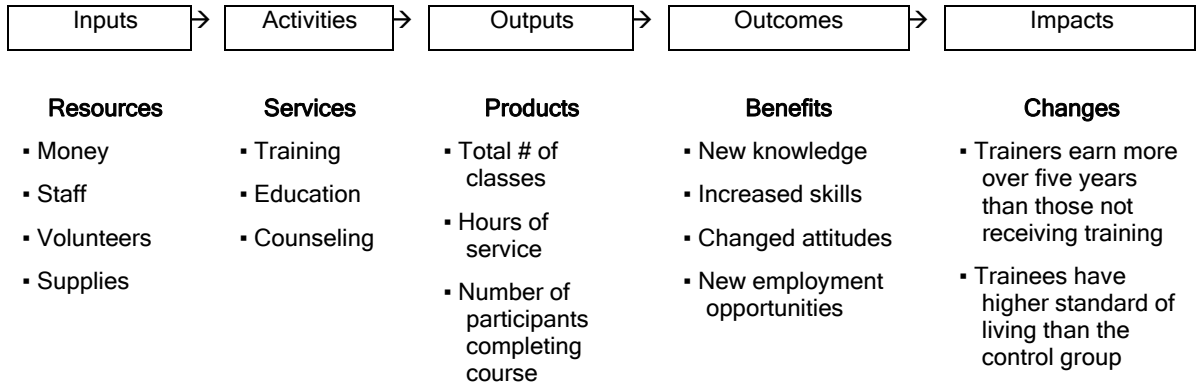 Inputs → Activities → Outputs → Outcomes → Impacts
Resources
▪ Money
▪ Staff
▪ Volunteers
▪ Supplies
Services
▪ Training
▪ Education
▪ Counseling
Products
▪ Total # of
classes
▪ Hours of
service
▪ Number of
participants
completing
course
Benefits
▪ New knowledge
▪ Increased skills
▪ Changed attitudes
▪ New employment
opportunities
Changes
▪ Trainers earn more
over five years
than those not
receiving training
▪ Trainees have
higher standard of
living than the
control group